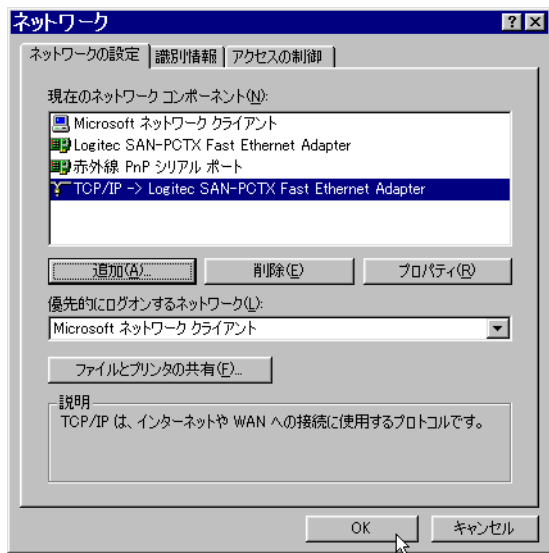 ネットワーク
ネットワークの設定 識別情報 アクセスの制御
現在のネットワーク コンポーネント(N):
Microsoft ネットワーク クライアント
Logitec SAN-PCTX Fast Ethernet Adapter
赤外線 PnP シリアル ポート
TCP/IP -> Logitec SAN-PCTX Fast Ethernet Adapter
追加(A)... 削除(E) プロパティ(R)
優先的にログオンするネットワーク(L):
Microsoft ネットワーク クライアント
ファイルとプリンタの共有(F)...
説明
TCP/IP は、インターネットや WAN への接続に使用するプロトコルです。
OK キャンセル